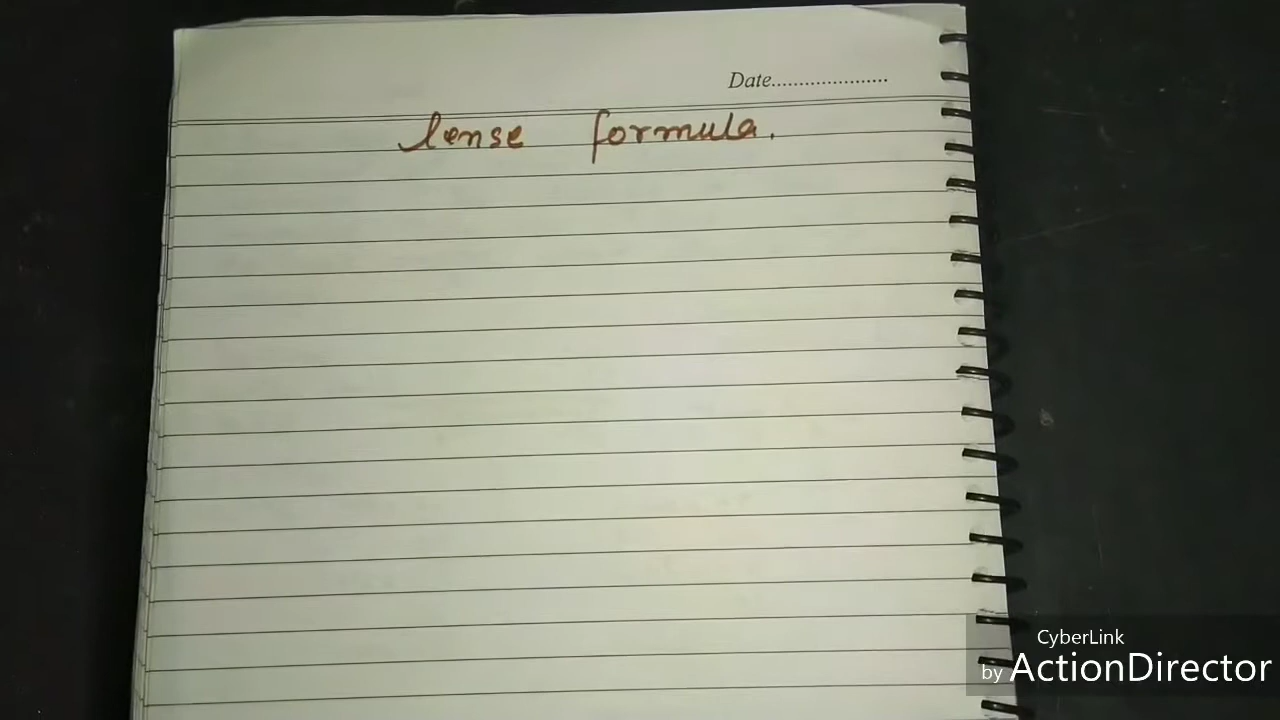 Date....................
lense formula.
CyberLink
by ActionDirector